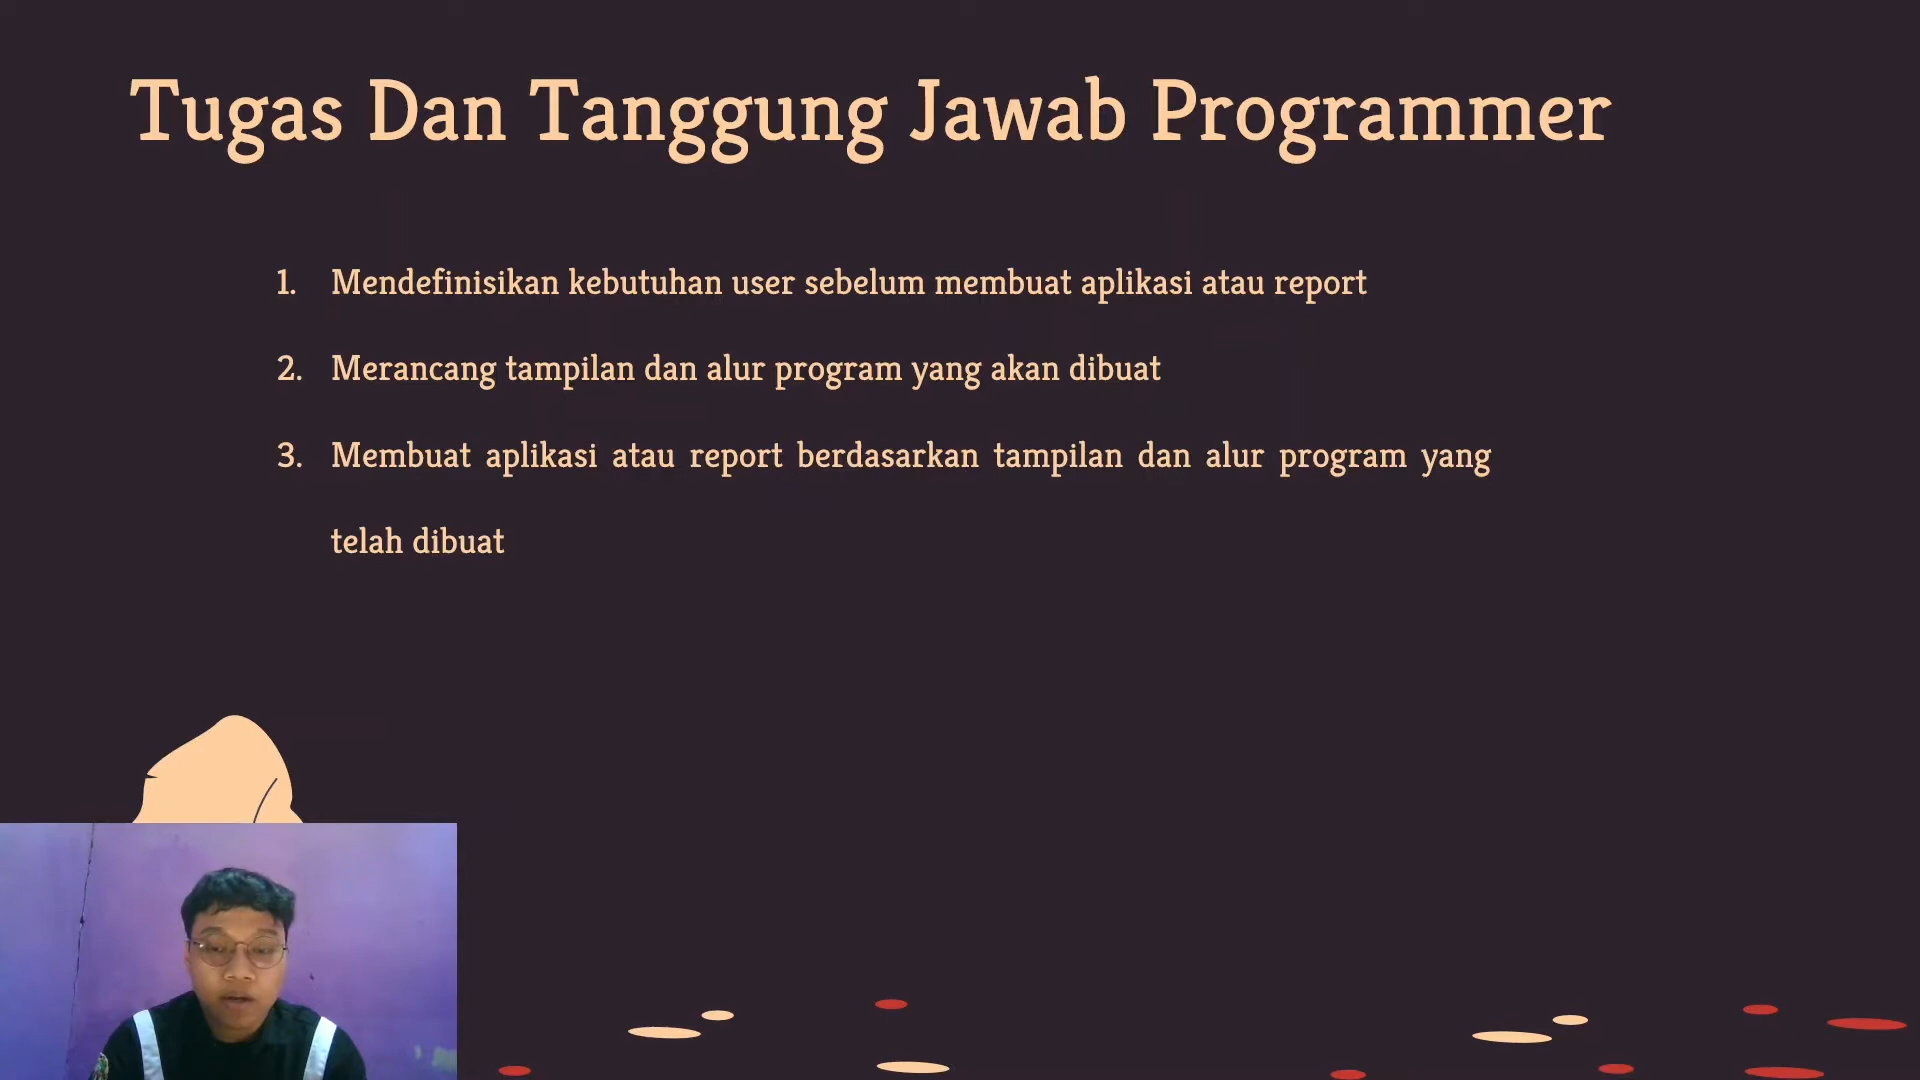 Tugas Dan Tanggung Jawab Programmer
1. Mendefinisikan kebutuhan user sebelum membuat aplikasi atau report
2. Merancang tampilan dan alur program yang akan dibuat
3. Membuat aplikasi atau report berdasarkan tampilan dan alur program yang
telah dibuat